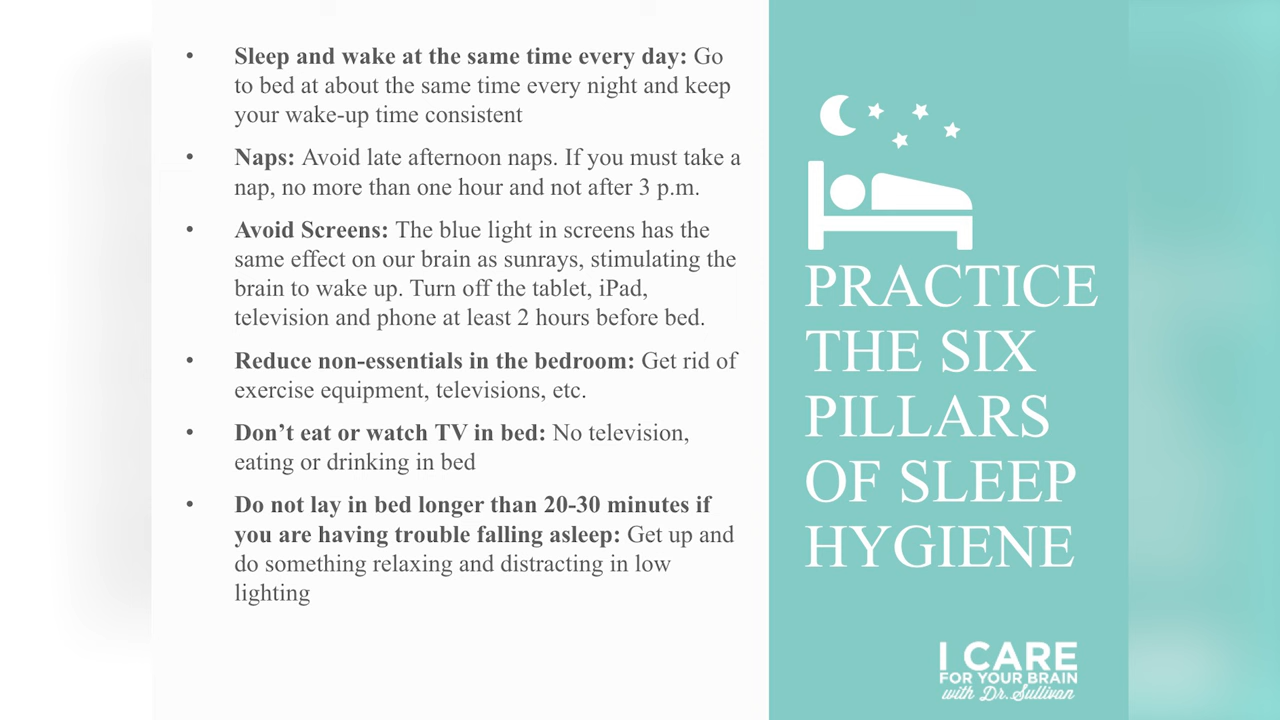 • Sleep and wake at the same time every day: Go
to bed at about the same time every night and keep
your wake-up time consistent
• Naps: Avoid late afternoon naps. If you must take a
nap, no more than one hour and not after 3 p.m.
• Avoid Screens: The blue light in screens has the
same effect on our brain as sunrays, stimulating the
brain to wake up. Turn off the tablet, iPad,
television and phone at least 2 hours before bed.
• Reduce non-essentials in the bedroom: Get rid of
exercise equipment, televisions, etc.
• Don’t eat or watch TV in bed: No television,
eating or drinking in bed
• Do not lay in bed longer than 20-30 minutes if
you are having trouble falling asleep: Get up and
do something relaxing and distracting in low
lighting
PRACTICE
THE SIX
PILLARS
OF SLEEP
HYGIENE
I CARE
FOR YOUR BRAIN
with Dr. Sullivan